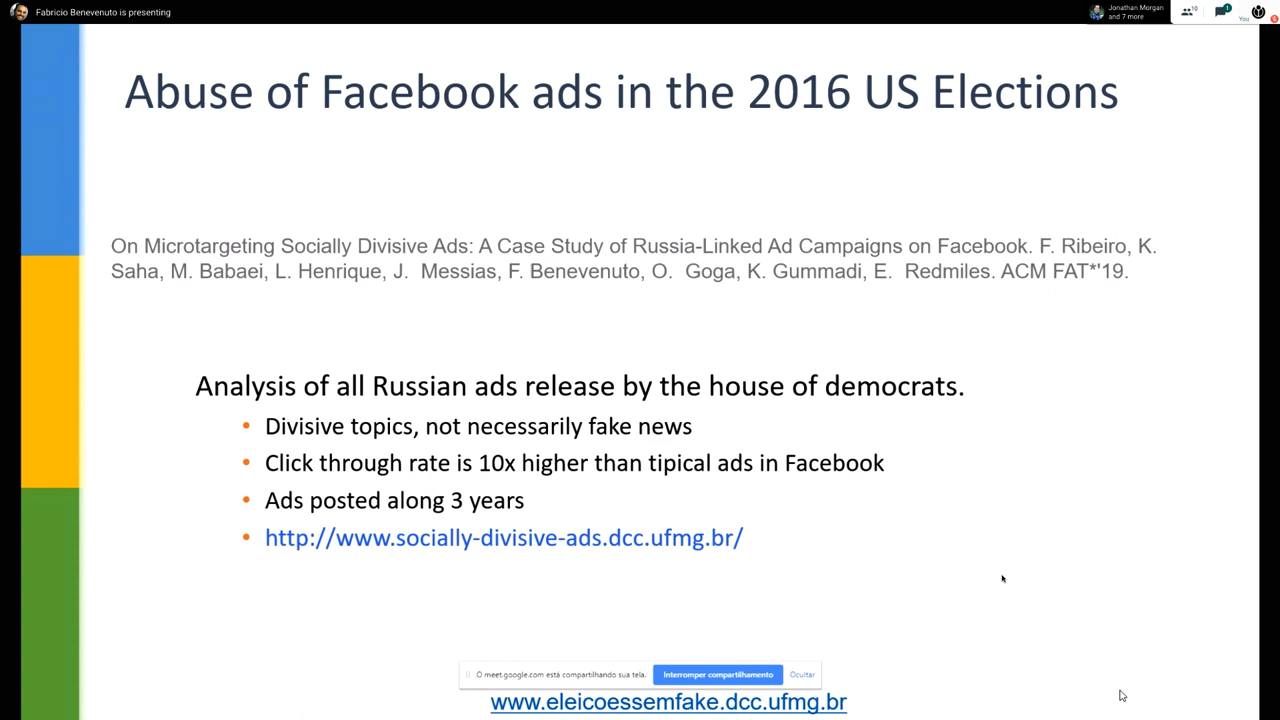 Fabricio Benevenuto is presenting
Jonathan Morgan
and 7 more
10
1
You
Abuse of Facebook ads in the 2016 US Elections
On Microtargeting Socially Divisive Ads: A Case Study of Russia-Linked Ad Campaigns on Facebook. F. Ribeiro, K.
Saha, M. Babaei, L. Henrique, J. Messias, F. Benevenuto, O. Goga, K. Gummadi, E. Redmiles. ACM FAT*'19.
Analysis of all Russian ads release by the house of democrats.
• Divisive topics, not necessarily fake news
• Click through rate is 10x higher than tipical ads in Facebook
• Ads posted along 3 years
• http://www.socially-divisive-ads.dcc.ufmg.br/
O meet.google.com está compartilhando sua tela.
Interromper compartilhamento
Ocultar
www.eleicoessemfake.dcc.ufmg.br